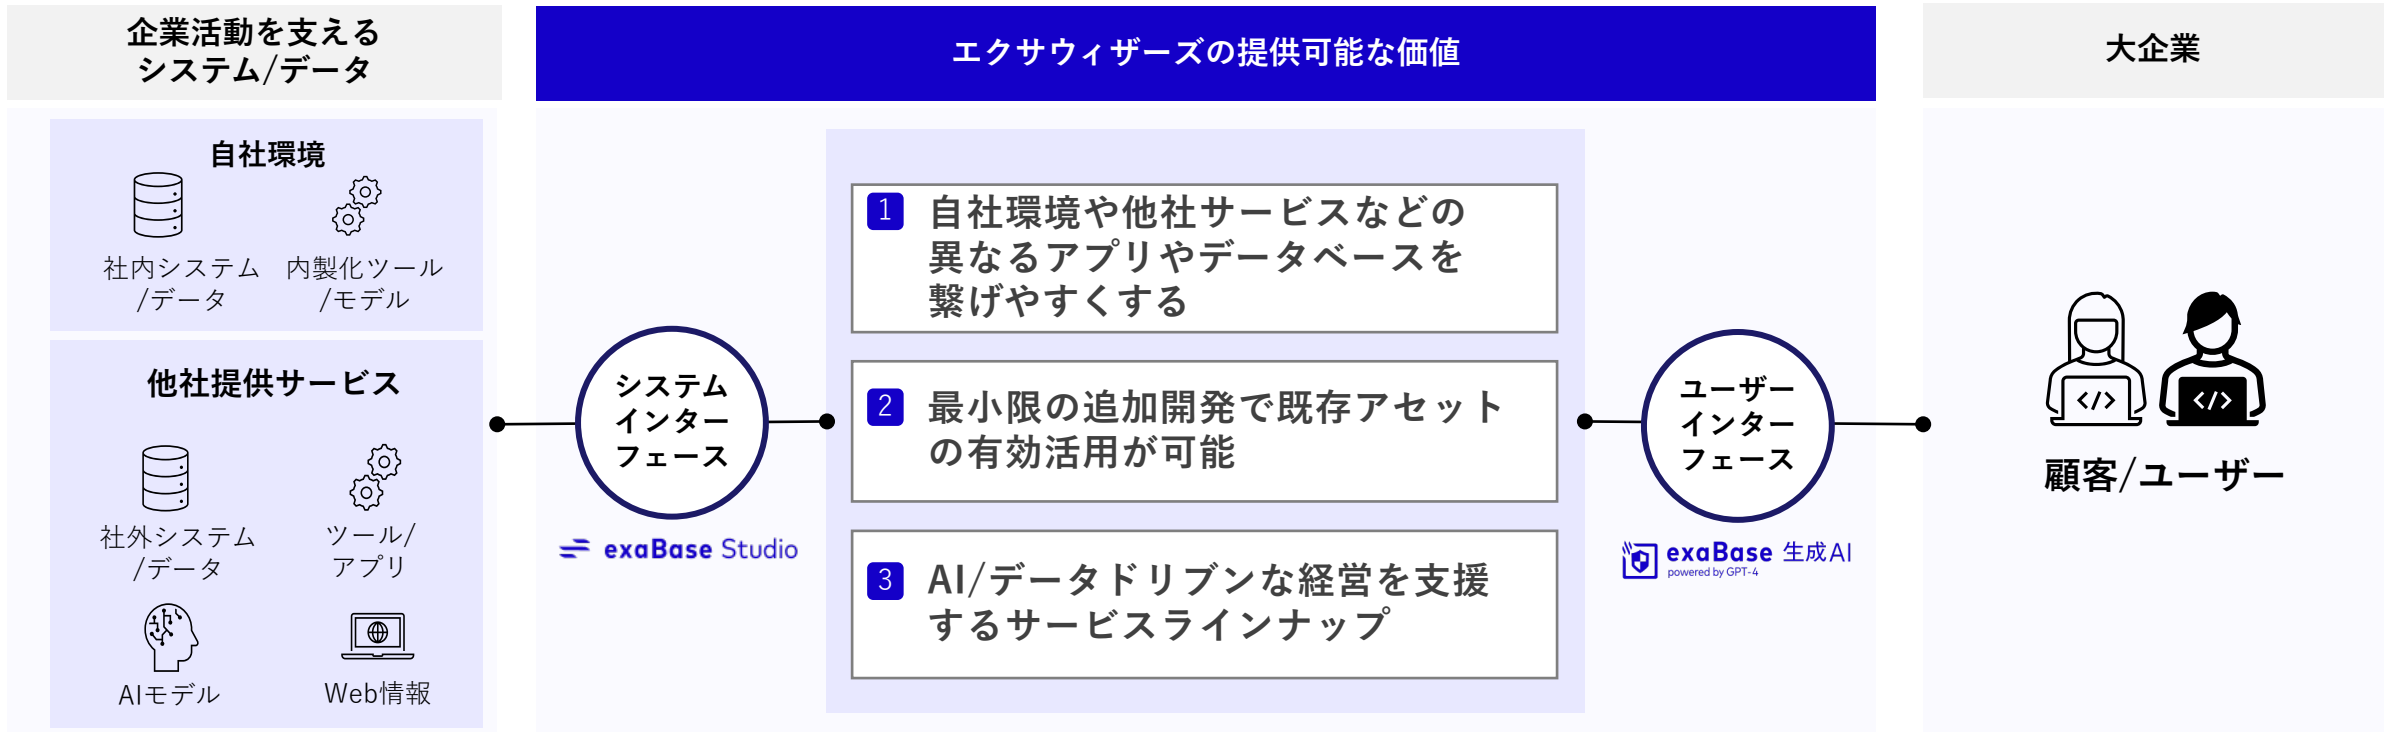 企業活動を支える
システム/データ
自社環境
社内システム
/データ
内製化ツール
/モデル
他社提供サービス
社外システム
/データ
ツール/
アプリ
AIモデル
Web情報
エクサウィザーズの提供可能な価値
システム
インター
フェース
exaBase Studio
1 自社環境や他社サービスなどの
異なるアプリやデータベースを
繋げやすくする
2 最小限の追加開発で既存アセット
の有効活用が可能
3 AI/データドリブンな経営を支援
するサービスラインナップ
ユーザー
インター
フェース
exaBase 生成AI
powered by GPT-4
大企業
</>
</>
顧客/ユーザー